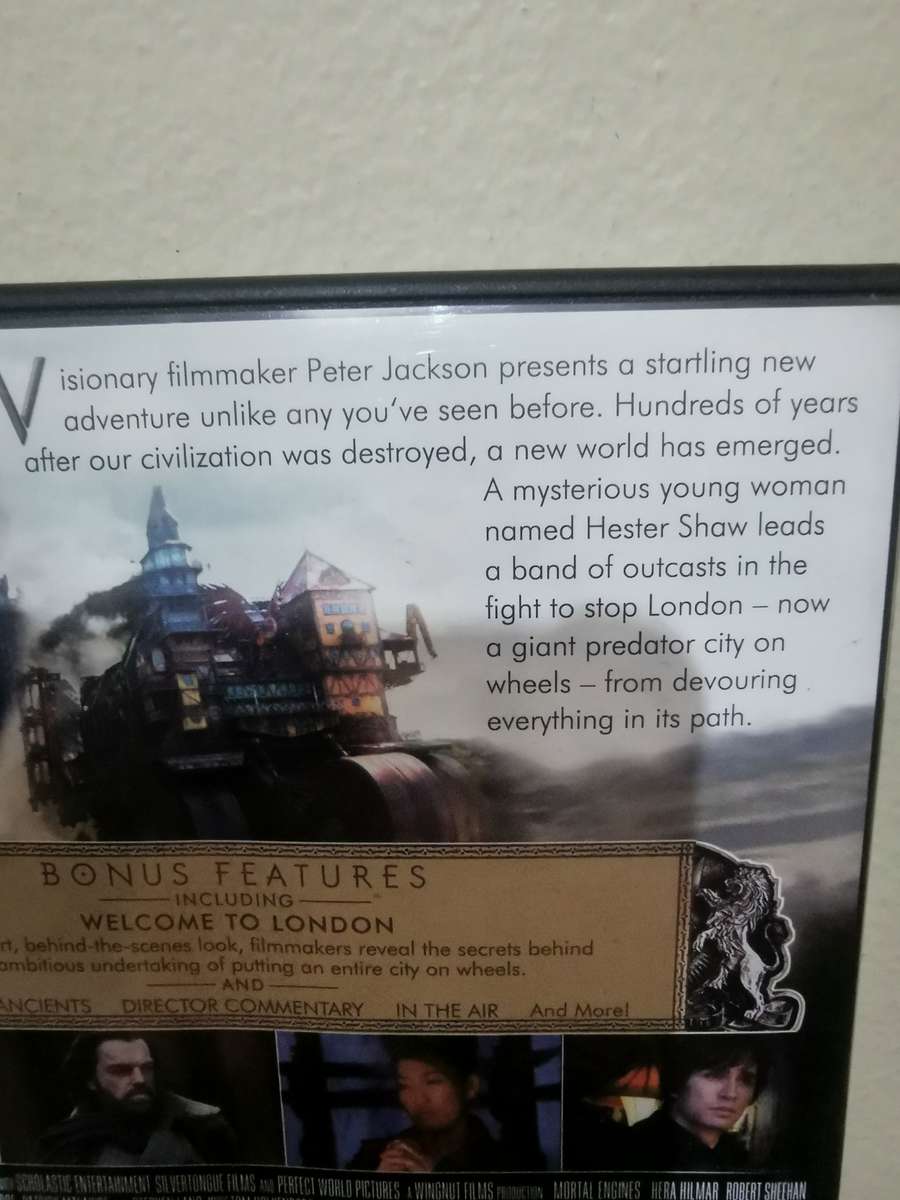 Visionary filmmaker Peter Jackson presents a startling new
adventure unlike any you've seen before. Hundreds of years
after our civilization was destroyed, a new world has emerged.
A mysterious young woman
named Hester Shaw leads
a band of outcasts in the
fight to stop London – now
a giant predator city on
wheels – from devouring
everything in its path.
BONUS FEATURES
INCLUDING
WELCOME TO LONDON
behind-the-scenes look, filmmakers reveal the secrets behind
ambitious undertaking of putting an entire city on wheels.
AND
ANCIENTS DIRECTOR COMMENTARY IN THE AIR And More!
SCHOLASTIC ENTERTAINMENT SILVERTONGUE FILMS AND PERFECT WORLD PICTURES A WINGNUT FILMS PRODUCTION MORTAL ENGINES HERA HILMAR ROBERT SHEEHAN